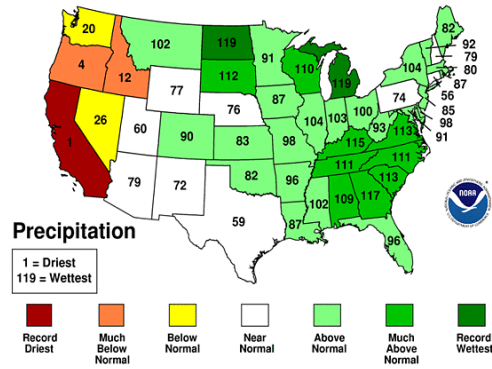 20
102
119
91
82
92
79
80
87
56
85
98
91
4
12
112
110
119
104
77
76
87
74
1
26
60
90
83
98
104
103
100
93
113
115
111
111
79
72
82
96
113
102
109
117
59
87
96
NOAA
Precipitation
1 = Driest
119 = Wettest
Record
Driest
Much
Below
Normal
Below
Normal
Near
Normal
Above
Normal
Much
Above
Normal
Record
Wettest